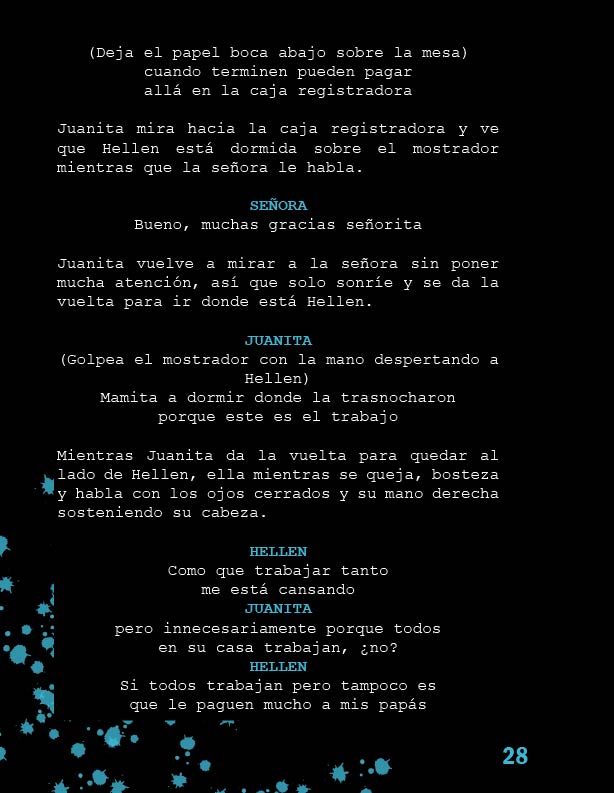 (Deja el papel boca abajo sobre la mesa)
cuando terminen pueden pagar
allá en la caja registradora
Juanita mira hacia la caja registradora y ve
que Hellen está dormida sobre el mostrador
mientras que la señora le habla.
SEÑORA
Bueno, muchas gracias señorita
Juanita vuelve a mirar a la señora sin poner
mucha atención, así que solo sonríe y se da la
vuelta para ir donde está Hellen.
JUANITA
(Golpea el mostrador con la mano despertando a
Hellen)
Mamita a dormir donde la trasnocharon
porque este es el trabajo
Mientras Juanita da la vuelta para quedar al
lado de Hellen, ella mientras se queja, bosteza
y habla con los ojos cerrados y su mano derecha
sosteniendo su cabeza.
HELLEN
Como que trabajar tanto
me está cansando
JUANITA
pero innecesariamente porque todos
en su casa trabajan, ¿no?
HELLEN
Si todos trabajan pero tampoco es
que le paguen mucho a mis papás
28